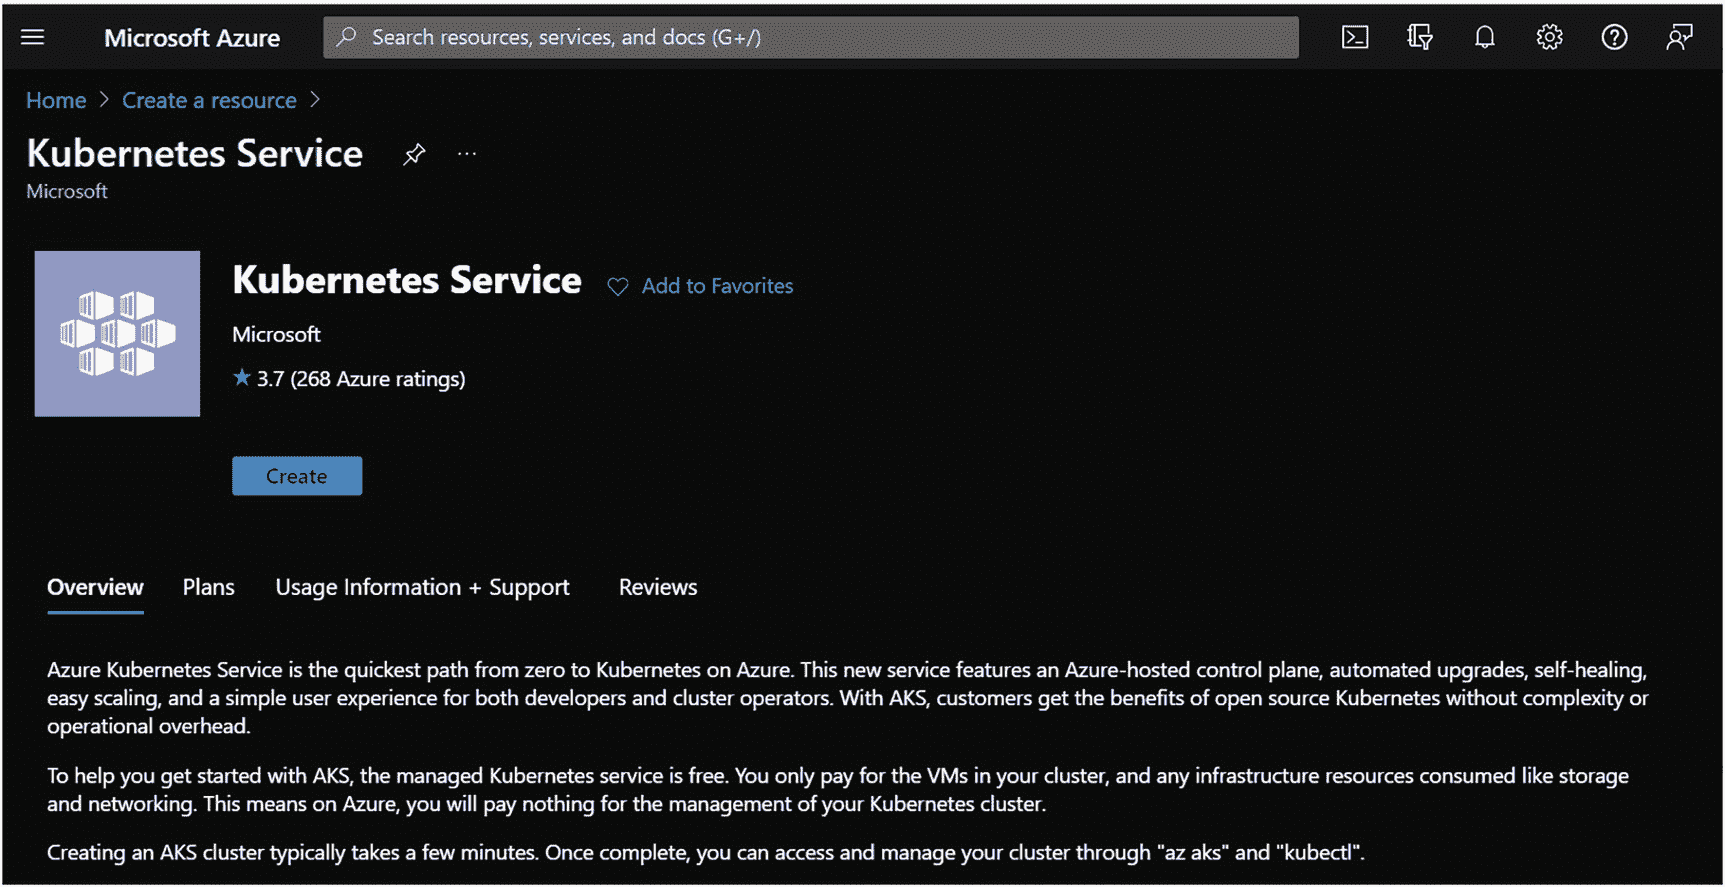 Microsoft Azure
Search resources, services, and docs (G+/)
Home > Create a resource >
Kubernetes Service ...
Microsoft
Kubernetes Service Add to Favorites
Microsoft
★ 3.7 (268 Azure ratings)
Create
Overview Plans Usage Information + Support Reviews
Azure Kubernetes Service is the quickest path from zero to Kubernetes on Azure. This new service features an Azure-hosted control plane, automated upgrades, self-healing,
easy scaling, and a simple user experience for both developers and cluster operators. With AKS, customers get the benefits of open source Kubernetes without complexity or
operational overhead.
To help you get started with AKS, the managed Kubernetes service is free. You only pay for the VMs in your cluster, and any infrastructure resources consumed like storage
and networking. This means on Azure, you will pay nothing for the management of your Kubernetes cluster.
Creating an AKS cluster typically takes a few minutes. Once complete, you can access and manage your cluster through "az aks" and "kubectl".